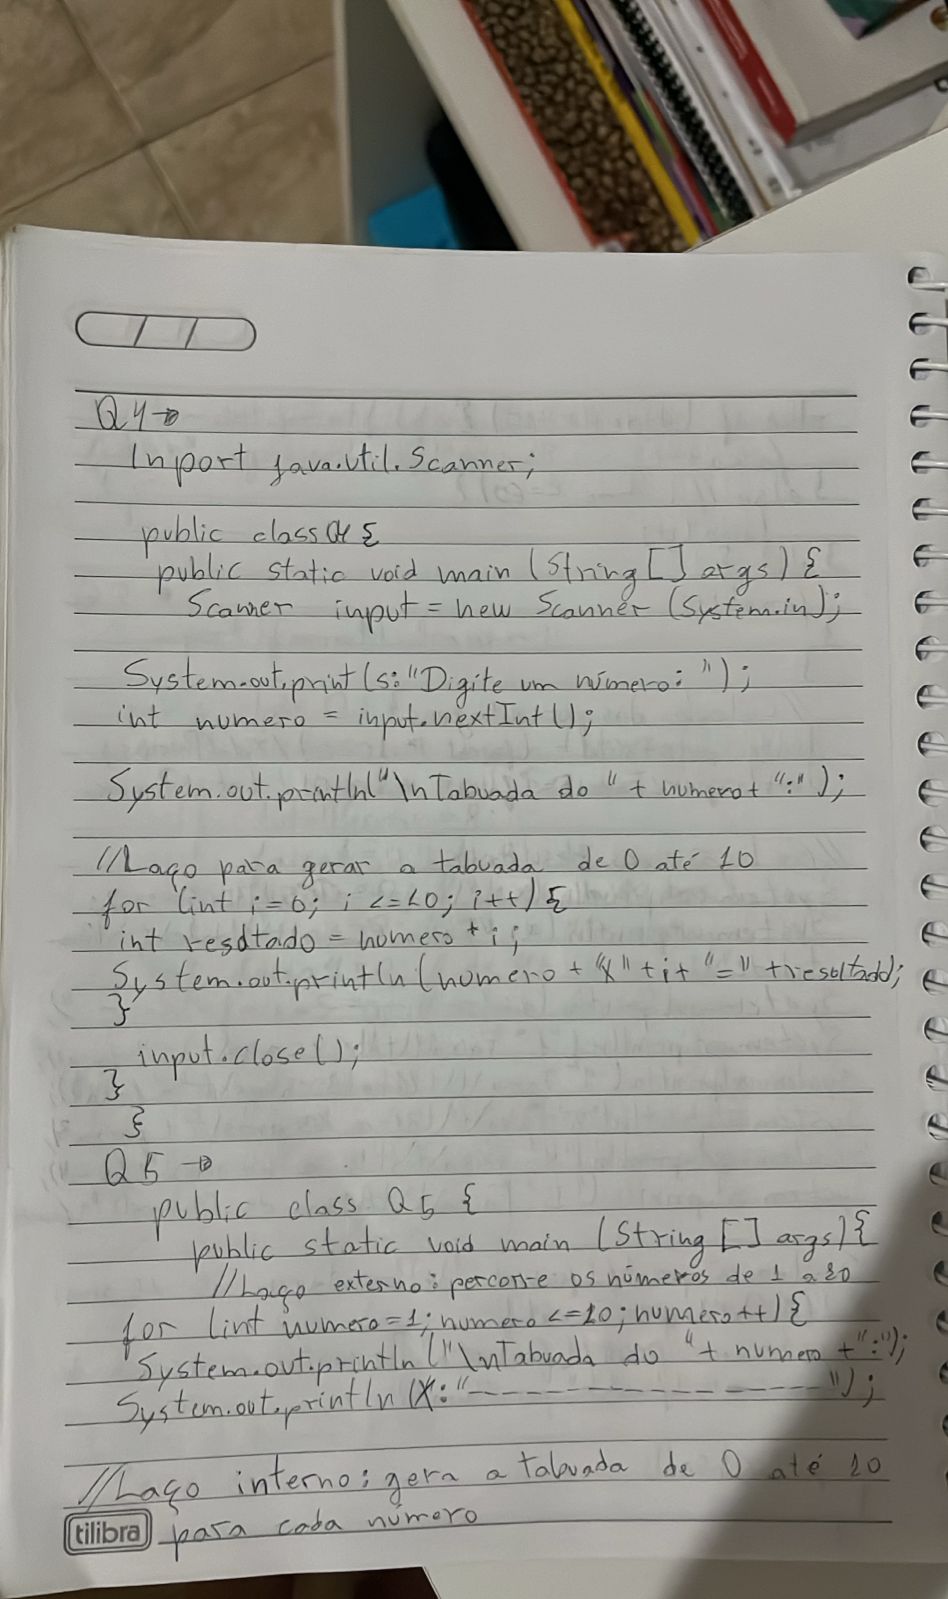 Q4→
Inport java.util.Scanner;
public class Q4 {
public static void main (String [] args) {
Scanner input = new Scanner (System.in);
System.out.print (s:"Digite um número: ");
int numero = input.nextInt ();
System.out.println("\nTabuada do " + numero + ":");
//Laço para gerar a tabuada de 0 até 10
for (int i=0; i <=10; i++) {
int resultado = numero * i;
System.out.println (numero + "X" + i + "=" + resultado);
}
input.close();
}
}
Q5 →
public class Q5 {
public static void main (String [] args) {
//Laço externo: percorre os números de 1 a 20
for (int numero=1; numero <=10; numero++) {
System.out.println ("\nTabuada do " + numero + ":");
System.out.println (X:"-----------------");
//Laço interno: gera a tabuada de 0 até 10
para cada número
tilibra